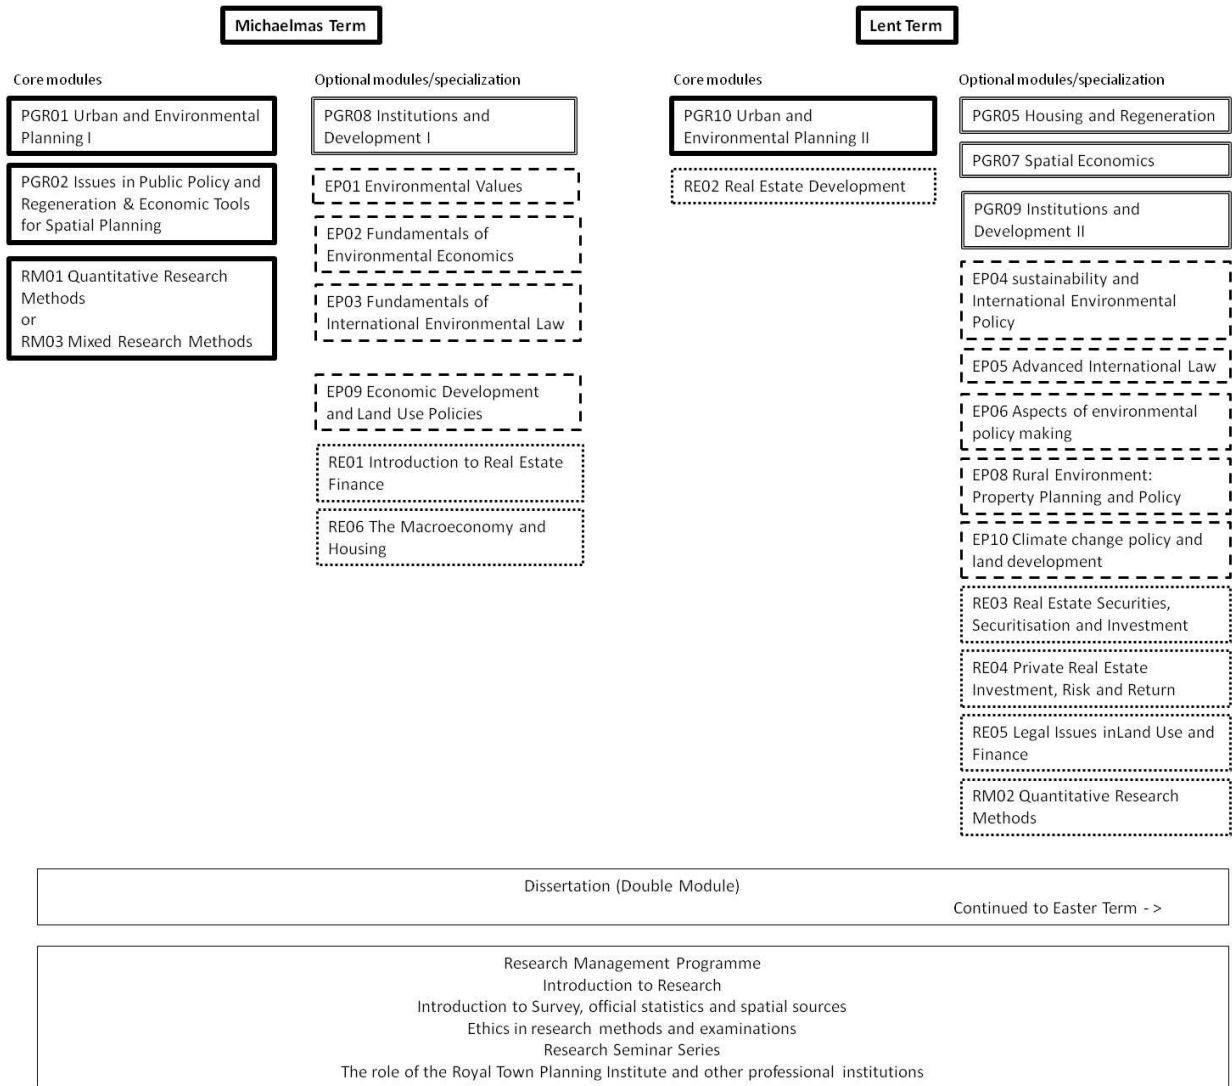 Michaelmas Term
Lent Term
Core modules
PGR01 Urban and Environmental
Planning I
PGR02 Issues in Public Policy and
Regeneration & Economic Tools
for Spatial Planning
RM01 Quantitative Research
Methods
or
RM03 Mixed Research Methods
Optional modules/specialization
PGR08 Institutions and
Development I
EP01 Environmental Values
EP02 Fundamentals of
Environmental Economics
EP03 Fundamentals of
International Environmental Law
EP09 Economic Development
and Land Use Policies
RE01 Introduction to Real Estate
Finance
RE06 The Macroeconomy and
Housing
Core modules
PGR10 Urban and
Environmental Planning II
RE02 Real Estate Development
Optional modules/specialization
PGR05 Housing and Regeneration
PGR07 Spatial Economics
PGR09 Institutions and
Development II
EP04 sustainability and
International Environmental
Policy
EP05 Advanced International Law
EP06 Aspects of environmental
policy making
EP08 Rural Environment:
Property Planning and Policy
EP10 Climate change policy and
land development
RE03 Real Estate Securities,
Securitisation and Investment
RE04 Private Real Estate
Investment, Risk and Return
RE05 Legal Issues inLand Use and
Finance
RM02 Quantitative Research
Methods
Dissertation (Double Module)
Continued to Easter Term - >
Research Management Programme
Introduction to Research
Introduction to Survey, official statistics and spatial sources
Ethics in research methods and examinations
Research Seminar Series
The role of the Royal Town Planning Institute and other professional institutions